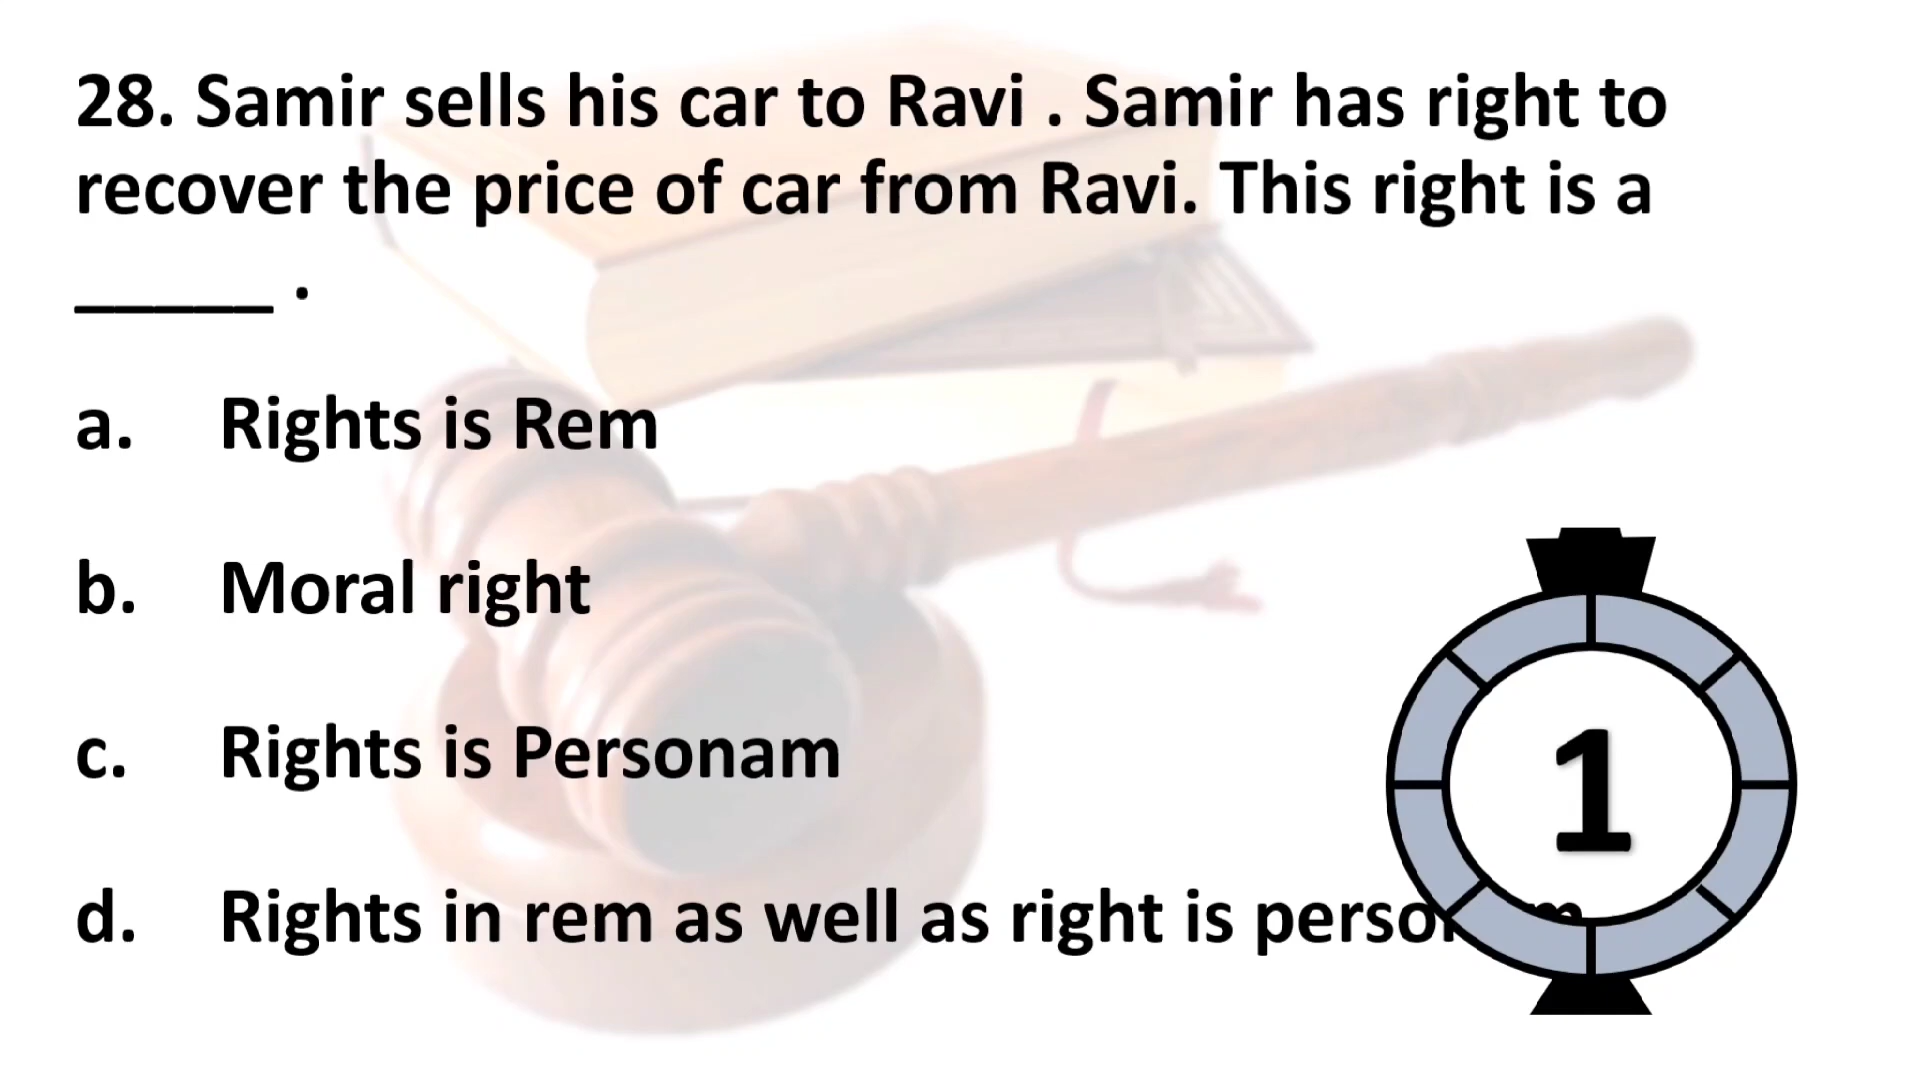 28. Samir sells his car to Ravi . Samir has right to
recover the price of car from Ravi. This right is a
_____ .
a. Rights is Rem
b. Moral right
c. Rights is Personam
d. Rights in rem as well as right is
1